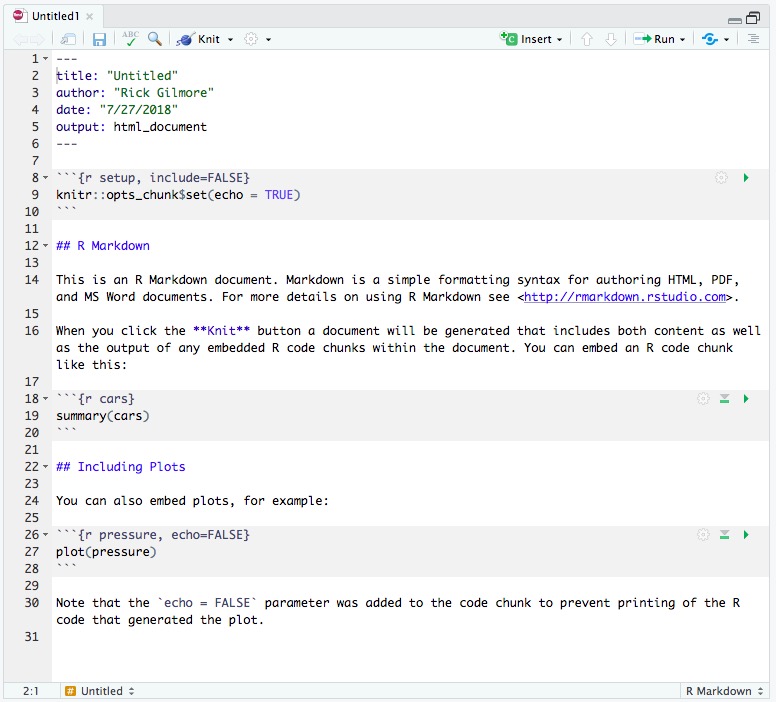 Untitled1
ABC
Knit
Insert
Run
1 ---
2 title: "Untitled"
3 author: "Rick Gilmore"
4 date: "7/27/2018"
5 output: html_document
6 ---
7
8 ```{r setup, include=FALSE}
9 knitr::opts_chunk$set(echo = TRUE)
10 ```
11
12 ## R Markdown
13
14 This is an R Markdown document. Markdown is a simple formatting syntax for authoring HTML, PDF,
and MS Word documents. For more details on using R Markdown see <http://rmarkdown.rstudio.com>.
15
16 When you click the **Knit** button a document will be generated that includes both content as well
as the output of any embedded R code chunks within the document. You can embed an R code chunk
like this:
17
18 ```{r cars}
19 summary(cars)
20 ```
21
22 ## Including Plots
23
24 You can also embed plots, for example:
25
26 ```{r pressure, echo=FALSE}
27 plot(pressure)
28 ```
29
30 Note that the `echo = FALSE` parameter was added to the code chunk to prevent printing of the R
code that generated the plot.
31
2:1 # Untitled R Markdown